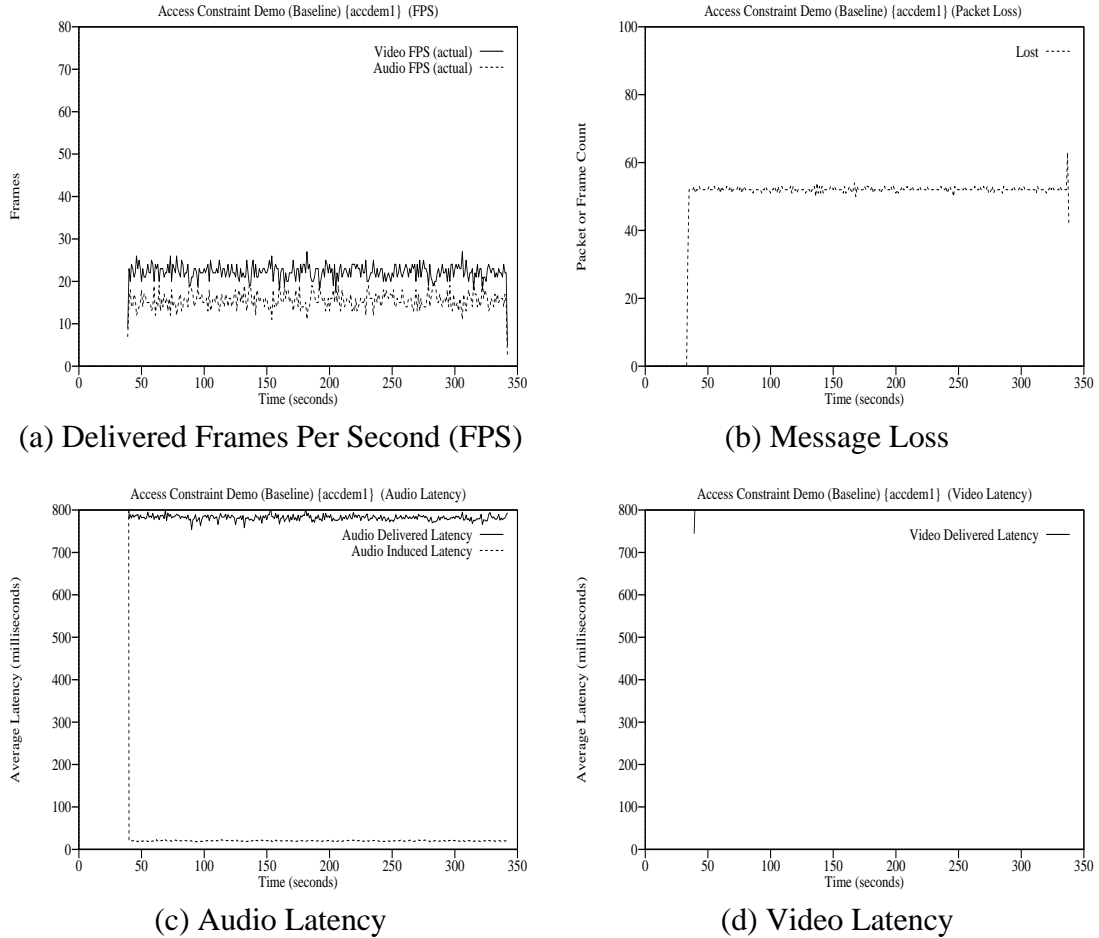 Access Constraint Demo (Baseline) {accdem1} (FPS)
80
70
60
50
40
30
20
10
0
Frames
Video FPS (actual)
Audio FPS (actual)
0 50 100 150 200 250 300 350
Time (seconds)
(a) Delivered Frames Per Second (FPS)
Access Constraint Demo (Baseline) {accdem1} (Packet Loss)
100
80
60
40
20
0
Packet or Frame Count
Lost
0 50 100 150 200 250 300 350
Time (seconds)
(b) Message Loss
Access Constraint Demo (Baseline) {accdem1} (Audio Latency)
800
700
600
500
400
300
200
100
0
Average Latency (milliseconds)
Audio Delivered Latency
Audio Induced Latency
0 50 100 150 200 250 300 350
Time (seconds)
(c) Audio Latency
Access Constraint Demo (Baseline) {accdem1} (Video Latency)
800
700
600
500
400
300
200
100
0
Average Latency (milliseconds)
Video Delivered Latency
0 50 100 150 200 250 300 350
Time (seconds)
(d) Video Latency